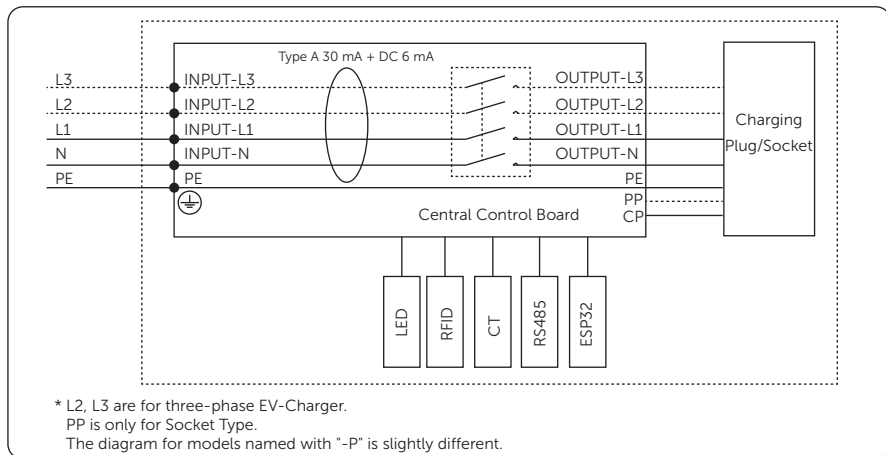 Type A 30 mA + DC 6 mA
L3 INPUT-L3 OUTPUT-L3
L2 INPUT-L2 OUTPUT-L2
L1 INPUT-L1 OUTPUT-L1
N INPUT-N OUTPUT-N
PE PE PE
PP
CP
Charging
Plug/Socket
Central Control Board
LED
RFID
CT
RS485
ESP32
* L2, L3 are for three-phase EV-Charger.
PP is only for Socket Type.
The diagram for models named with "-P" is slightly different.